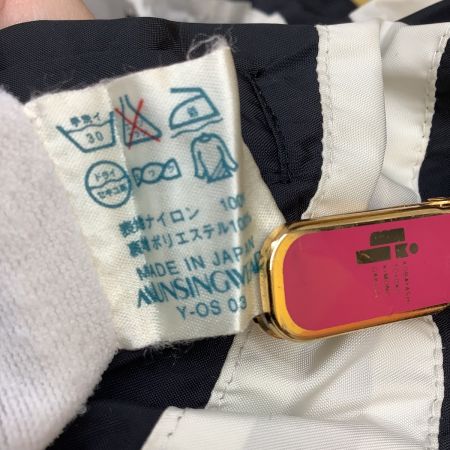 手洗イ
30
ドライ
セキユ系
表地ナイロン 100%
裏地ポリエステル100%
MADE IN JAPAN
MUNSINGWEAR
Y-OS 03